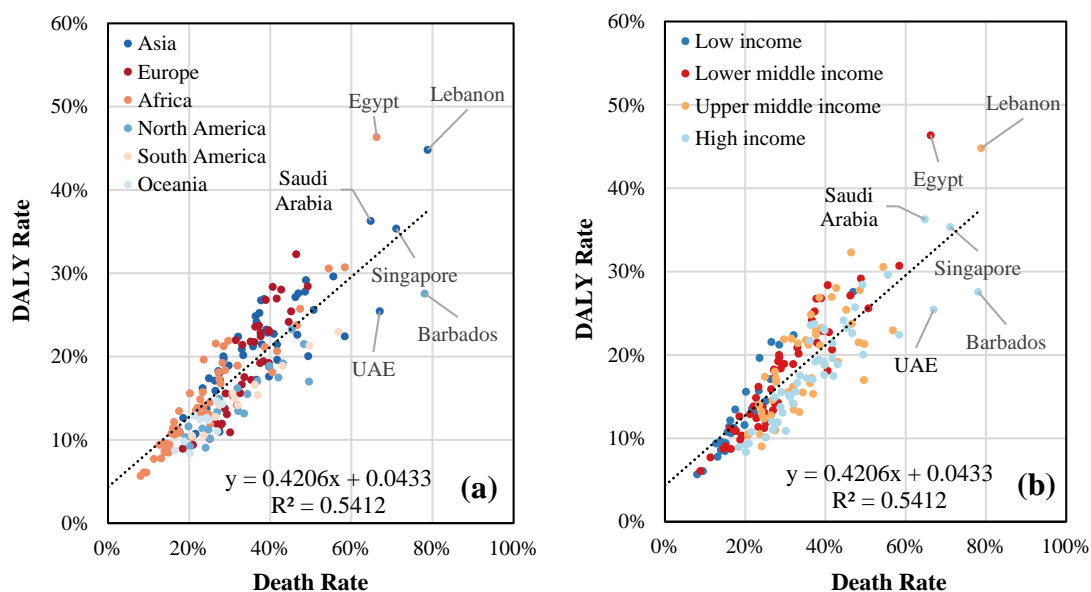 60%
50%
40%
30%
20%
10%
0%
DALY Rate
Asia
Europe
Africa
North America
South America
Oceania
Egypt
Lebanon
Saudi
Arabia
Singapore
Barbados
UAE
y = 0.4206x + 0.0433
R² = 0.5412
(a)
0% 20% 40% 60% 80% 100%
Death Rate
60%
50%
40%
30%
20%
10%
0%
DALY Rate
Low income
Lower middle income
Upper middle income
High income
Lebanon
Egypt
Saudi
Arabia
Singapore
Barbados
UAE
y = 0.4206x + 0.0433
R² = 0.5412
(b)
0% 20% 40% 60% 80% 100%
Death Rate